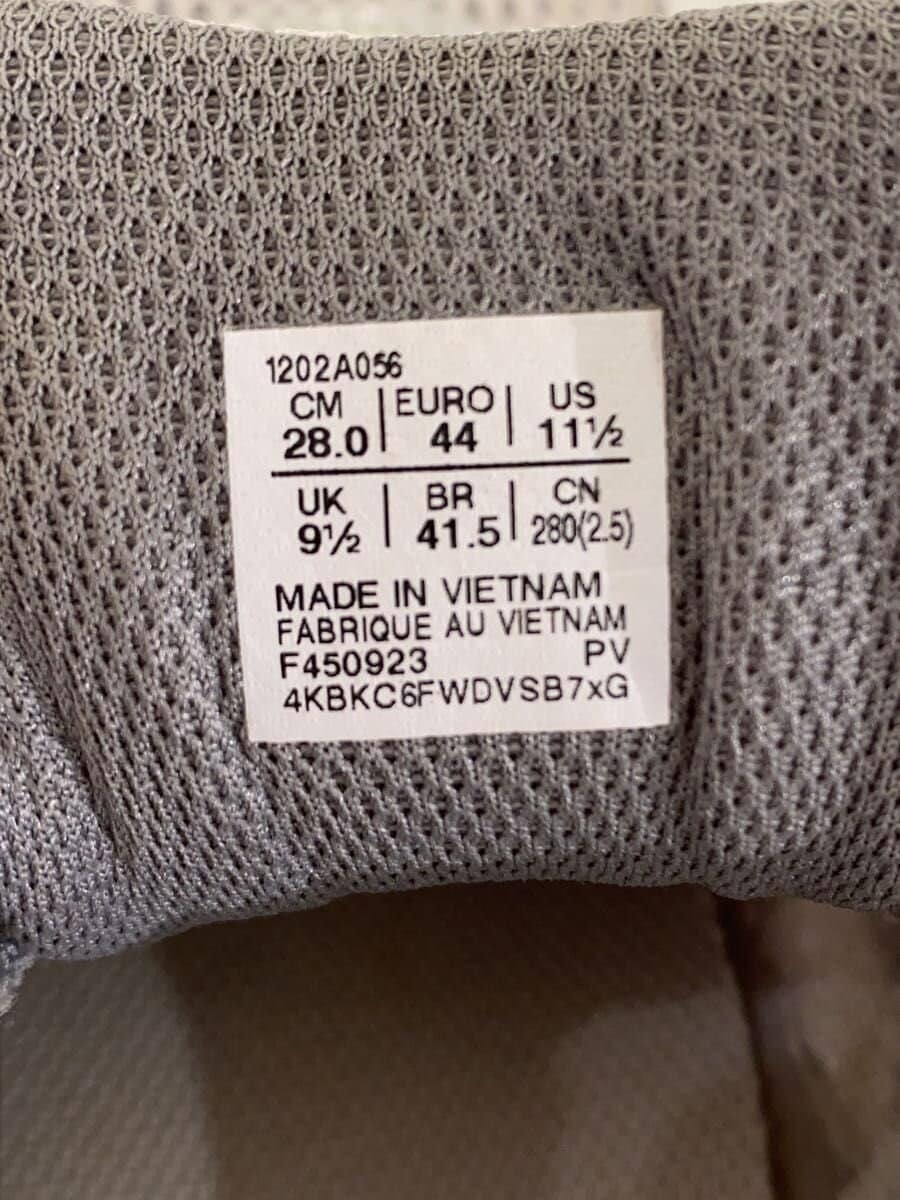 1202A056
CM | EURO | US
28.0 | 44 | 11½
UK | BR | CN
9½ | 41.5 | 280(2.5)
MADE IN VIETNAM
FABRIQUE AU VIETNAM
F450923 PV
4KBKC6FWDVSB7xG